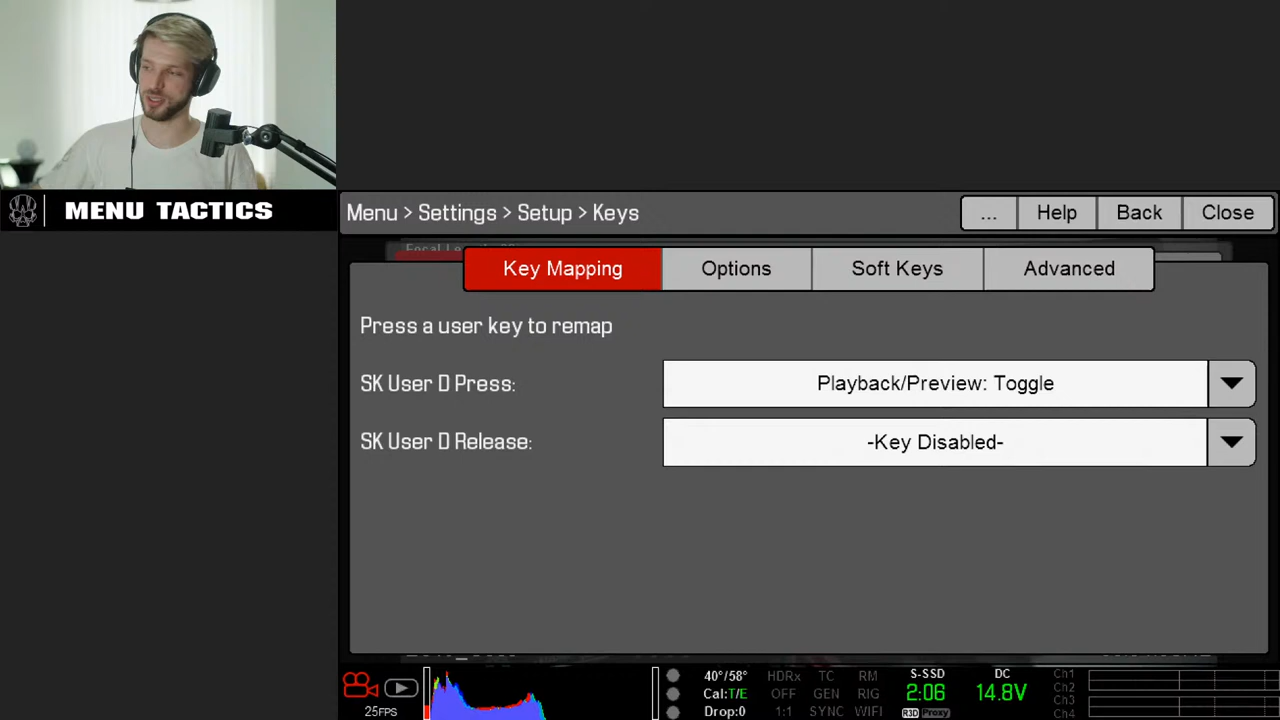 MENU TACTICS
Menu > Settings > Setup > Keys
...
Help
Back
Close
Key Mapping
Options
Soft Keys
Advanced
Press a user key to remap
SK User D Press:
Playback/Preview: Toggle
SK User D Release:
-Key Disabled-
25FPS
40°/58° HDRx TC RM
Cal:T/E OFF GEN RIG
Drop:0 1:1 SYNC WIFI
S-SSD
2:06
R3D Proxy
DC
14.8V
Ch1
Ch2
Ch3
Ch4